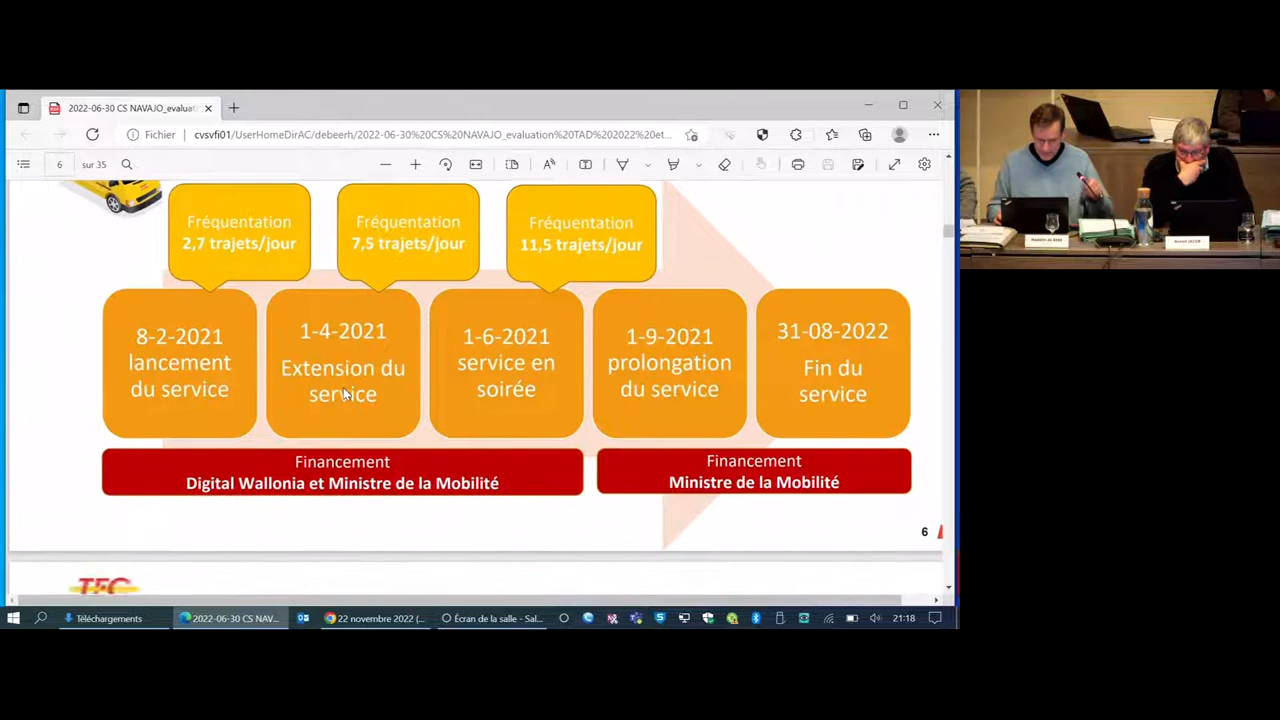 2022-06-30 CS NAVAJO_evaluat
Fichier
cvsvfi01/UserHomeDirAC/debeerh/2022-06-30%20CS%20NAVAJO_evaluation%20TAD%202022%20et...
6
sur 35
Fréquentation
2,7 trajets/jour
Fréquentation
7,5 trajets/jour
Fréquentation
11,5 trajets/jour
8-2-2021
lancement
du service
1-4-2021
Extension du
service
1-6-2021
service en
soirée
1-9-2021
prolongation
du service
31-08-2022
Fin du
service
Financement
Digital Wallonia et Ministre de la Mobilité
Financement
Ministre de la Mobilité
6
TEC
Téléchargements
2022-06-30 CS NAV...
22 novembre 2022 (...
Écran de la salle - Sal...
21:18